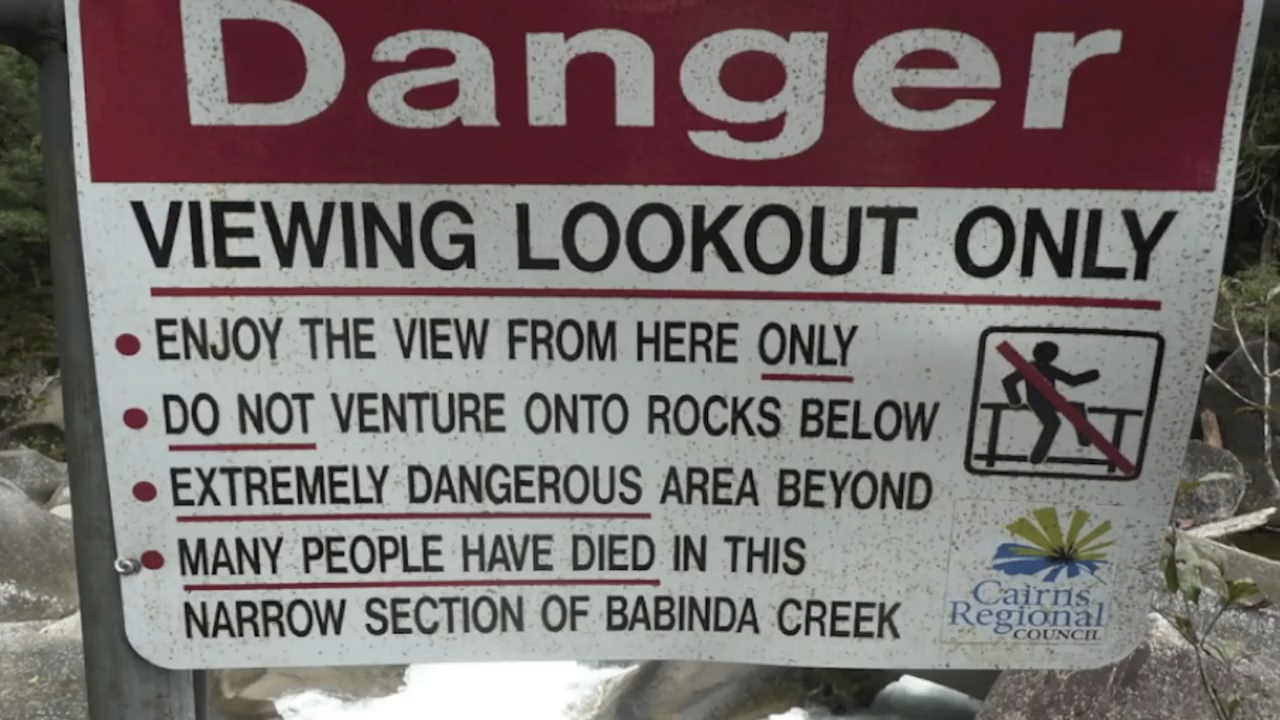 Danger
VIEWING LOOKOUT ONLY
ENJOY THE VIEW FROM HERE ONLY
DO NOT VENTURE ONTO ROCKS BELOW
EXTREMELY DANGEROUS AREA BEYOND
MANY PEOPLE HAVE DIED IN THIS
NARROW SECTION OF BABINDA CREEK
Cairns
Regional
COUNCIL